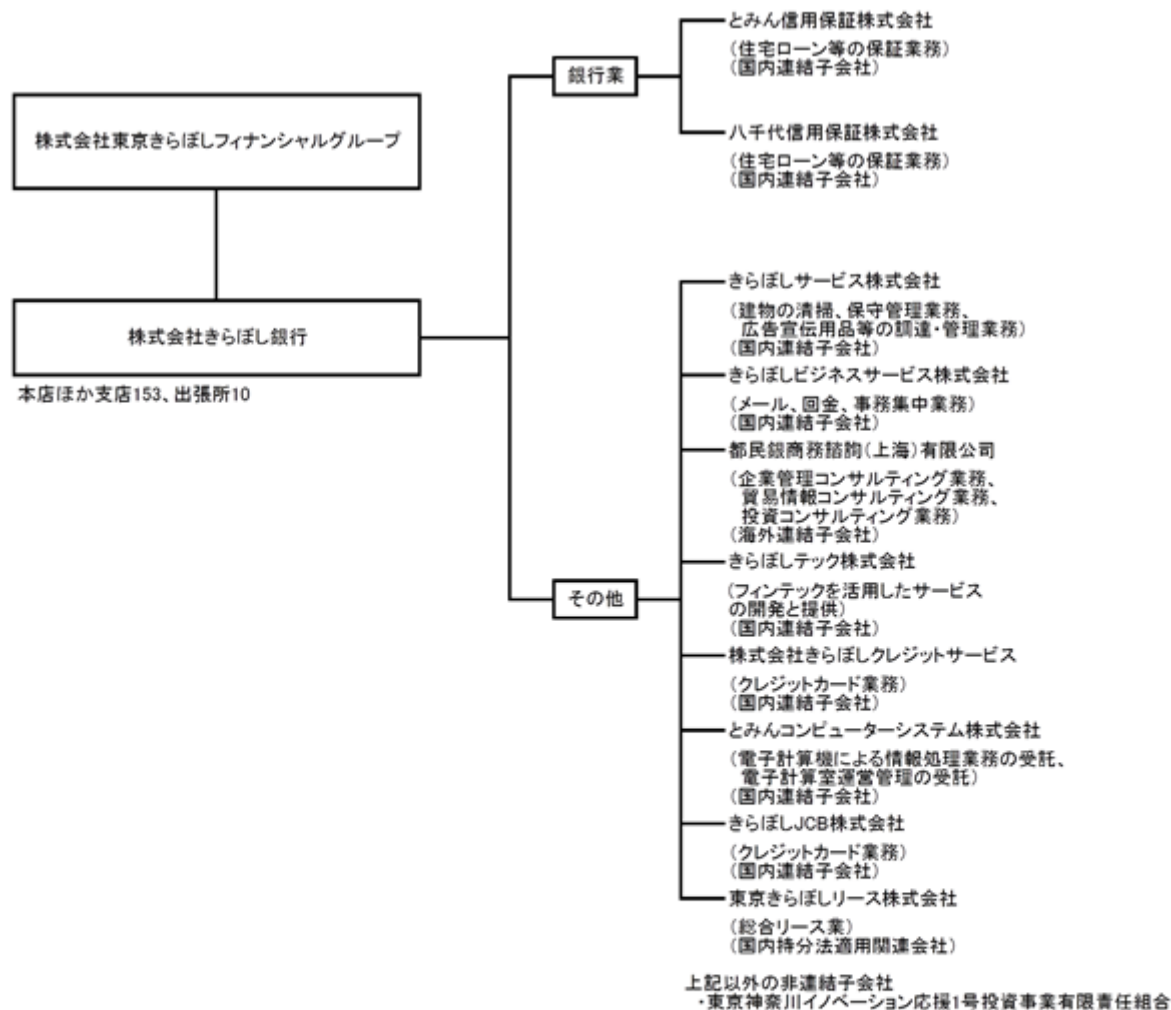 株式会社東京きらぼしフィナンシャルグループ
株式会社きらぼし銀行
本店ほか支店153、出張所10
銀行業
とみん信用保証株式会社
(住宅ローン等の保証業務)
(国内連結子会社)
八千代信用保証株式会社
(住宅ローン等の保証業務)
(国内連結子会社)
その他
きらぼしサービス株式会社
(建物の清掃、保守管理業務、
広告宣伝用品等の調達・管理業務)
(国内連結子会社)
きらぼしビジネスサービス株式会社
(メール、回金、事務集中業務)
(国内連結子会社)
都民銀商務諮詢(上海)有限公司
(企業管理コンサルティング業務、
貿易情報コンサルティング業務、
投資コンサルティング業務)
(海外連結子会社)
きらぼしテック株式会社
(フィンテックを活用したサービス
の開発と提供)
(国内連結子会社)
株式会社きらぼしクレジットサービス
(クレジットカード業務)
(国内連結子会社)
とみんコンピューターシステム株式会社
(電子計算機による情報処理業務の受託、
電子計算室運営管理の受託)
(国内連結子会社)
きらぼしJCB株式会社
(クレジットカード業務)
(国内連結子会社)
東京きらぼしリース株式会社
(総合リース業)
(国内持分法適用関連会社)
上記以外の非連結子会社
・東京神奈川イノベーション応援1号投資事業有限責任組合